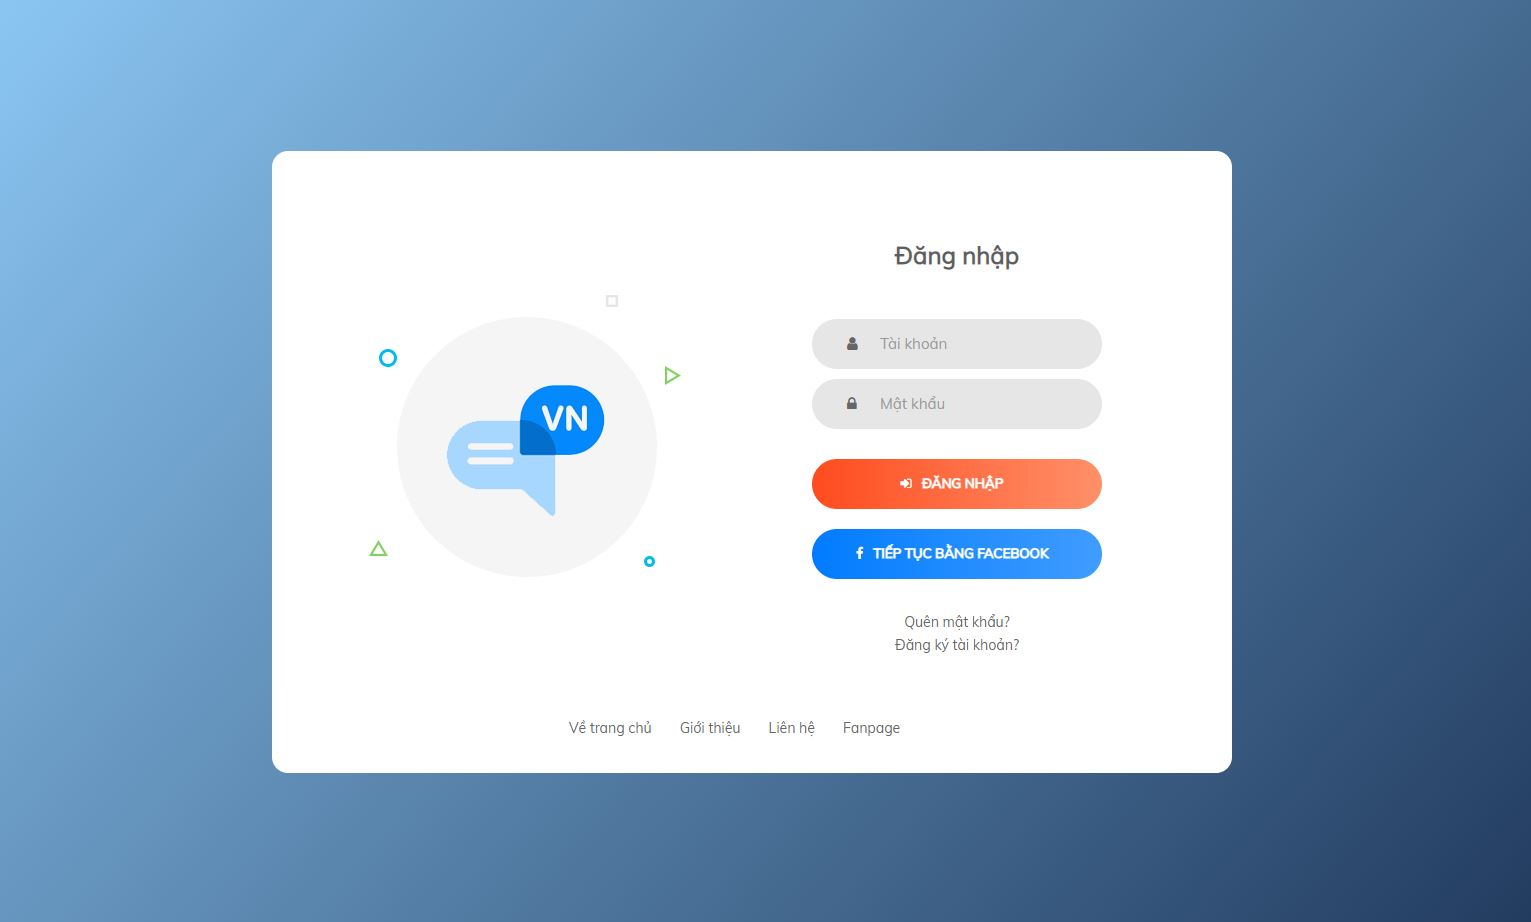 Đăng nhập
VN
Tài khoản
Mật khẩu
ĐĂNG NHẬP
TIẾP TỤC BẰNG FACEBOOK
Quên mật khẩu?
Đăng ký tài khoản?
Về trang chủ Giới thiệu Liên hệ Fanpage